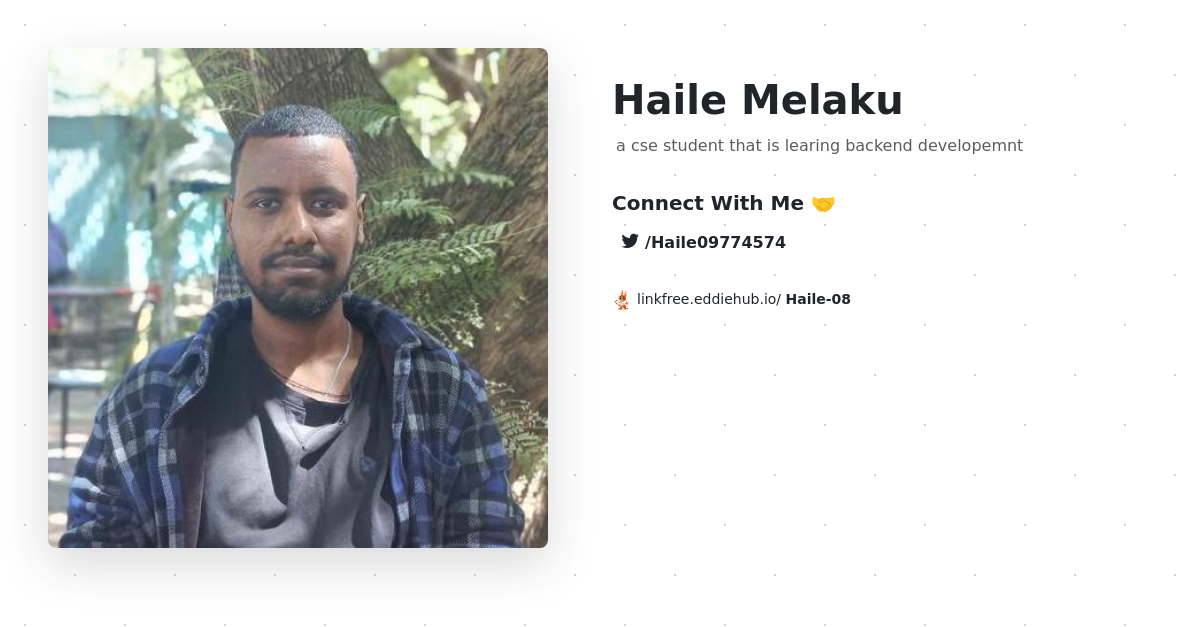 Haile Melaku
a cse student that is learing backend developemnt
Connect With Me 🤝
/Haile09774574
linkfree.eddiehub.io/ Haile-08